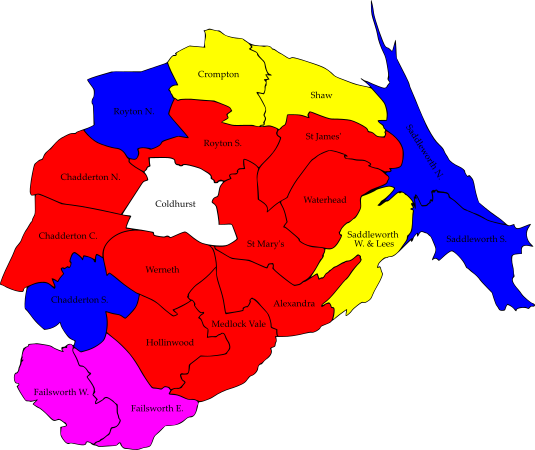 Crompton
Shaw
Royton N.
St James'
Royton S.
Saddleworth N.
Chadderton N.
Waterhead
Coldhurst
Chadderton C.
Saddleworth
W. & Lees
Saddleworth S.
St Mary's
Werneth
Chadderton S.
Alexandra
Medlock Vale
Hollinwood
Failsworth W.
Failsworth E.